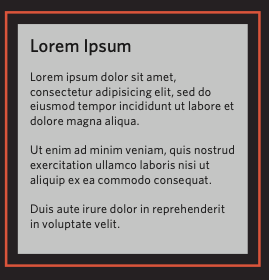 Lorem Ipsum
Lorem ipsum dolor sit amet,
consectetur adipisicing elit, sed do
eiusmod tempor incididunt ut labore et
dolore magna aliqua.
Ut enim ad minim veniam, quis nostrud
exercitation ullamco laboris nisi ut
aliquip ex ea commodo consequat.
Duis aute irure dolor in reprehenderit
in voluptate velit.